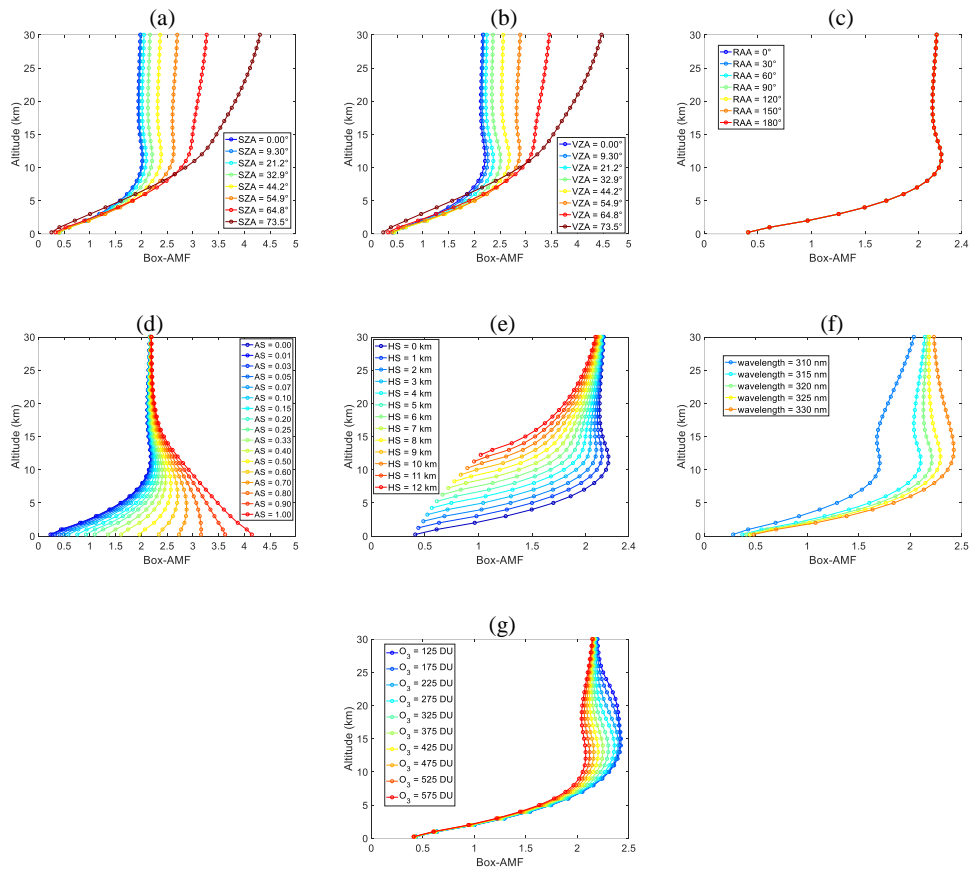 (a)
30
25
20
15
10
5
0
Altitude (km)
0 0.5 1 1.5 2 2.5 3 3.5 4 4.5 5
Box-AMF
SZA = 0.00°
SZA = 9.30°
SZA = 21.2°
SZA = 32.9°
SZA = 44.2°
SZA = 54.9°
SZA = 64.8°
SZA = 73.5°
(b)
30
25
20
15
10
5
0
Altitude (km)
0 0.5 1 1.5 2 2.5 3 3.5 4 4.5 5
Box-AMF
VZA = 0.00°
VZA = 9.30°
VZA = 21.2°
VZA = 32.9°
VZA = 44.2°
VZA = 54.9°
VZA = 64.8°
VZA = 73.5°
(c)
30
25
20
15
10
5
0
Altitude (km)
0 0.5 1 1.5 2 2.4
Box-AMF
RAA = 0°
RAA = 30°
RAA = 60°
RAA = 90°
RAA = 120°
RAA = 150°
RAA = 180°
(d)
30
25
20
15
10
5
0
Altitude (km)
0 0.5 1 1.5 2 2.5 3 3.5 4 4.5 5
Box-AMF
AS = 0.00
AS = 0.01
AS = 0.03
AS = 0.05
AS = 0.07
AS = 0.10
AS = 0.15
AS = 0.20
AS = 0.25
AS = 0.33
AS = 0.40
AS = 0.50
AS = 0.60
AS = 0.70
AS = 0.80
AS = 0.90
AS = 1.00
(e)
30
25
20
15
10
5
0
Altitude (km)
0 0.5 1 1.5 2 2.4
Box-AMF
HS = 0 km
HS = 1 km
HS = 2 km
HS = 3 km
HS = 4 km
HS = 5 km
HS = 6 km
HS = 7 km
HS = 8 km
HS = 9 km
HS = 10 km
HS = 11 km
HS = 12 km
(f)
30
25
20
15
10
5
0
Altitude (km)
0 0.5 1 1.5 2 2.5
Box-AMF
wavelength = 310 nm
wavelength = 315 nm
wavelength = 320 nm
wavelength = 325 nm
wavelength = 330 nm
(g)
30
25
20
15
10
5
0
Altitude (km)
0 0.5 1 1.5 2 2.5
Box-AMF
O3 = 125 DU
O3 = 175 DU
O3 = 225 DU
O3 = 275 DU
O3 = 325 DU
O3 = 375 DU
O3 = 425 DU
O3 = 475 DU
O3 = 525 DU
O3 = 575 DU